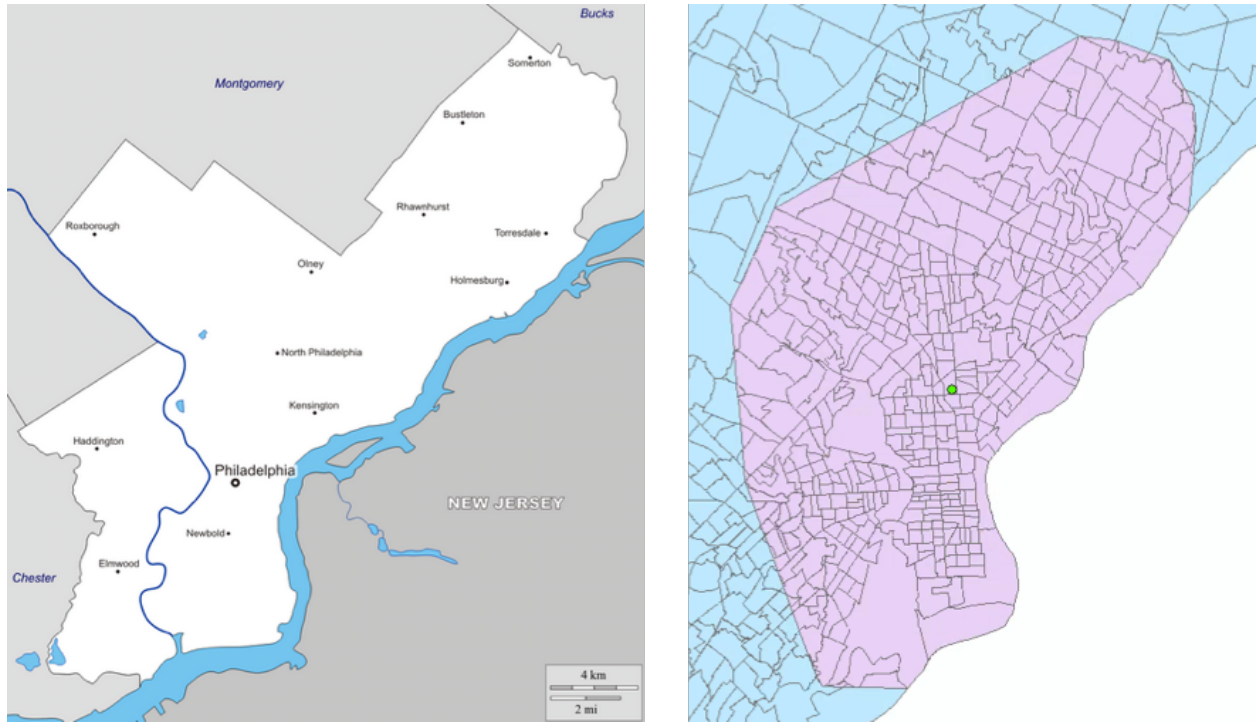 Bucks
Somerton
Montgomery
Bustleton
Rhawnhurst
Roxborough
Torresdale
Olney
Holmesburg
North Philadelphia
Kensington
Haddington
Philadelphia
NEW JERSEY
Newbold
Elmwood
Chester
4 km
2 mi